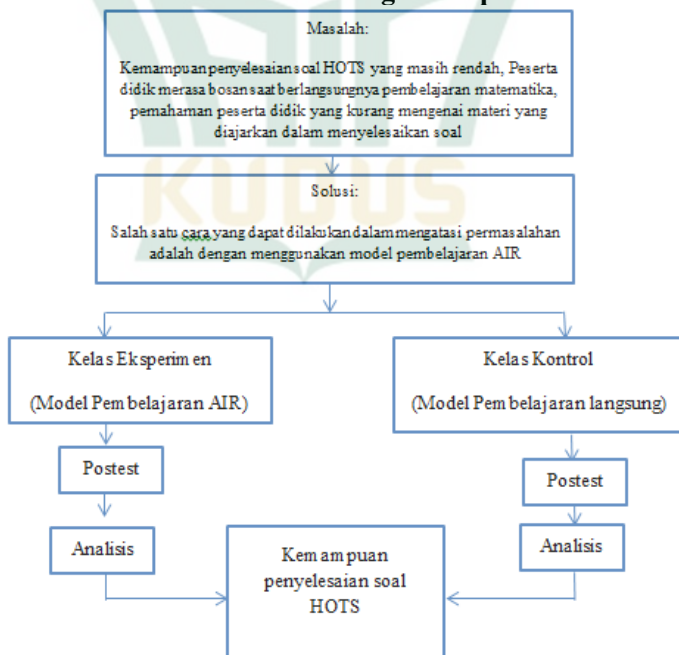 Masalah:
Kemampuan penyelesaian soal HOTS yang masih rendah, Peserta
didik merasa bosan saat berlangsungnya pembelajaran matematika,
pemahaman peserta didik yang kurang mengenai materi yang
diajarkan dalam menyelesaikan soal
KUDUS
Solusi:
Salah satu cara yang dapat dilakukan dalam mengatasi permasalahan
adalah dengan menggunakan model pembelajaran AIR
Kelas Eksperimen
(Model Pembelajaran AIR)
Kelas Kontrol
(Model Pembelajaran langsung)
Postest
Postest
Analisis
Analisis
Kemampuan
penyelesaian soal
HOTS